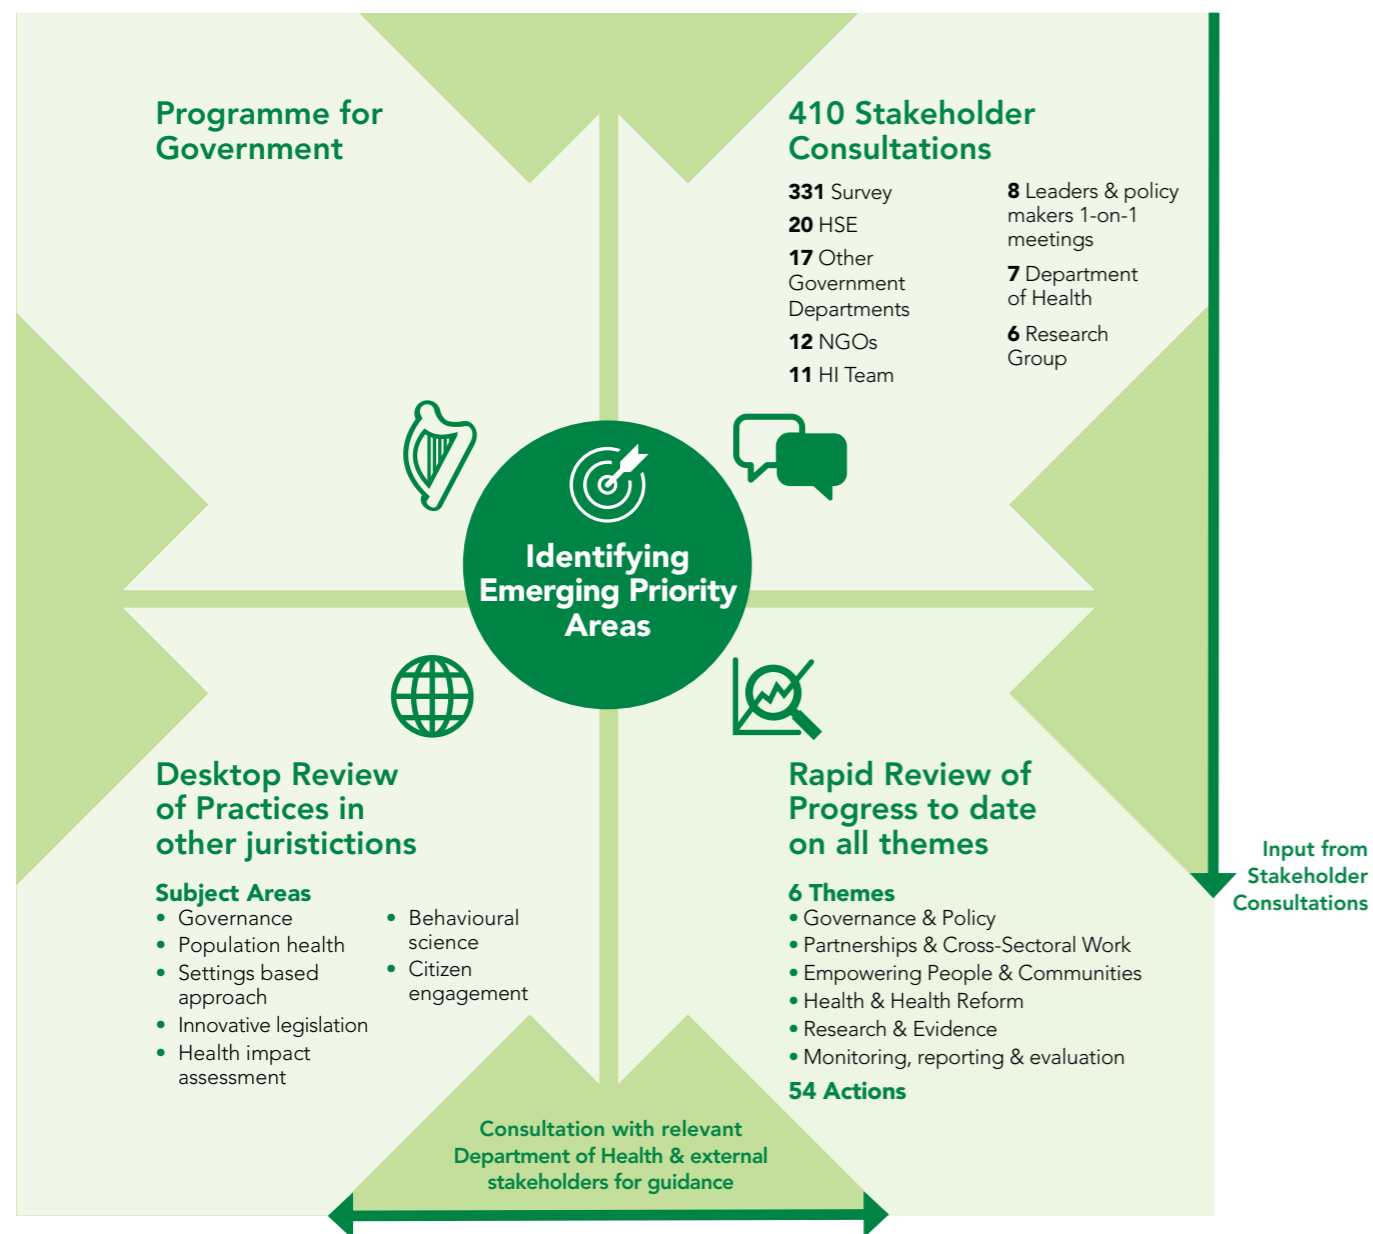 Programme for
Government
410 Stakeholder
Consultations
331 Survey
20 HSE
17 Other
Government
Departments
12 NGOs
11 HI Team
8 Leaders & policy
makers 1-on-1
meetings
7 Department
of Health
6 Research
Group
Identifying
Emerging Priority
Areas
Desktop Review
of Practices in
other juristictions
Subject Areas
• Governance
• Population health
• Settings based
approach
• Innovative legislation
• Health impact
assessment
• Behavioural
science
• Citizen
engagement
Rapid Review of
Progress to date
on all themes
6 Themes
• Governance & Policy
• Partnerships & Cross-Sectoral Work
• Empowering People & Communities
• Health & Health Reform
• Research & Evidence
• Monitoring, reporting & evaluation
54 Actions
Input from
Stakeholder
Consultations
Consultation with relevant
Department of Health & external
stakeholders for guidance